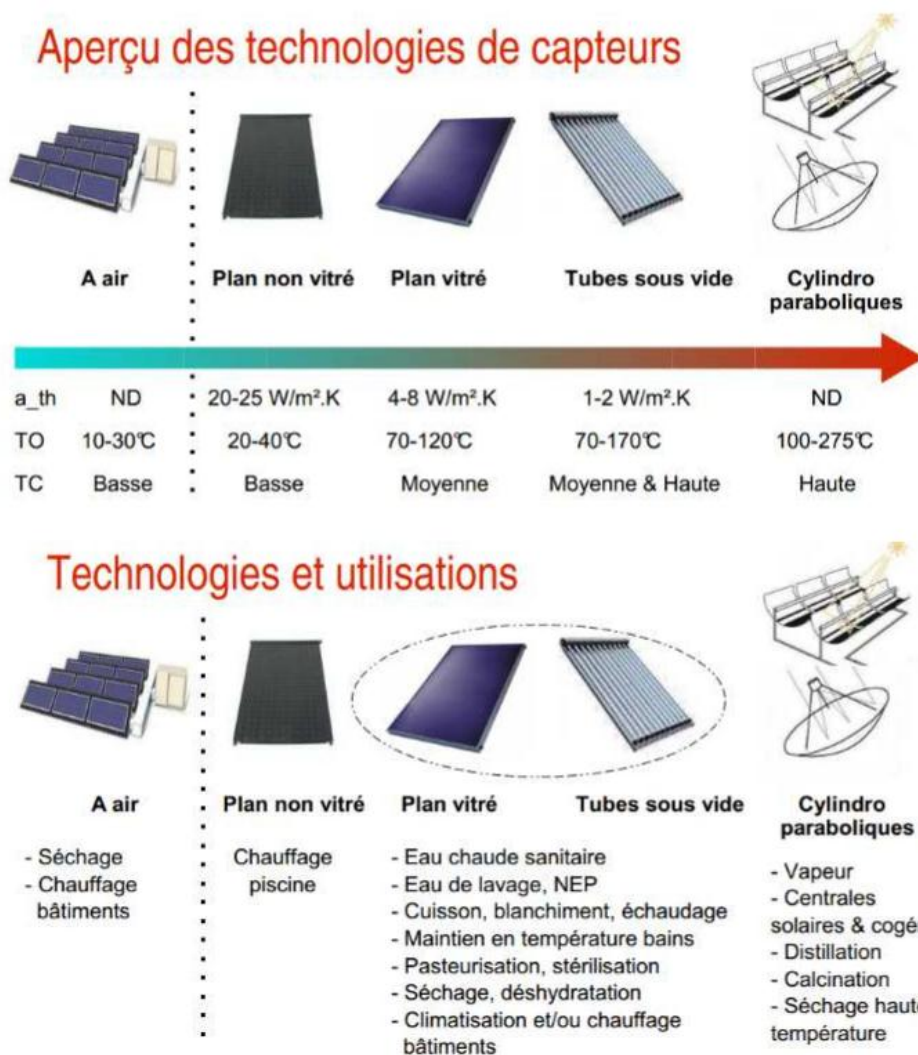 Aperçu des technologies de capteurs
A air
Plan non vitré
Plan vitré
Tubes sous vide
Cylindro
paraboliques
a_th ND 20-25 W/m².K 4-8 W/m².K 1-2 W/m².K ND
TO 10-30°C 20-40°C 70-120°C 70-170°C 100-275°C
TC Basse Basse Moyenne Moyenne & Haute Haute
Technologies et utilisations
A air
Plan non vitré
Plan vitré
Tubes sous vide
Cylindro
paraboliques
- Séchage
- Chauffage
bâtiments
Chauffage
piscine
- Eau chaude sanitaire
- Eau de lavage, NEP
- Cuisson, blanchiment, échaudage
- Maintien en température bains
- Pasteurisation, stérilisation
- Séchage, déshydratation
- Climatisation et/ou chauffage
bâtiments
- Vapeur
- Centrales
solaires & cogé
- Distillation
- Calcination
- Séchage haute
température